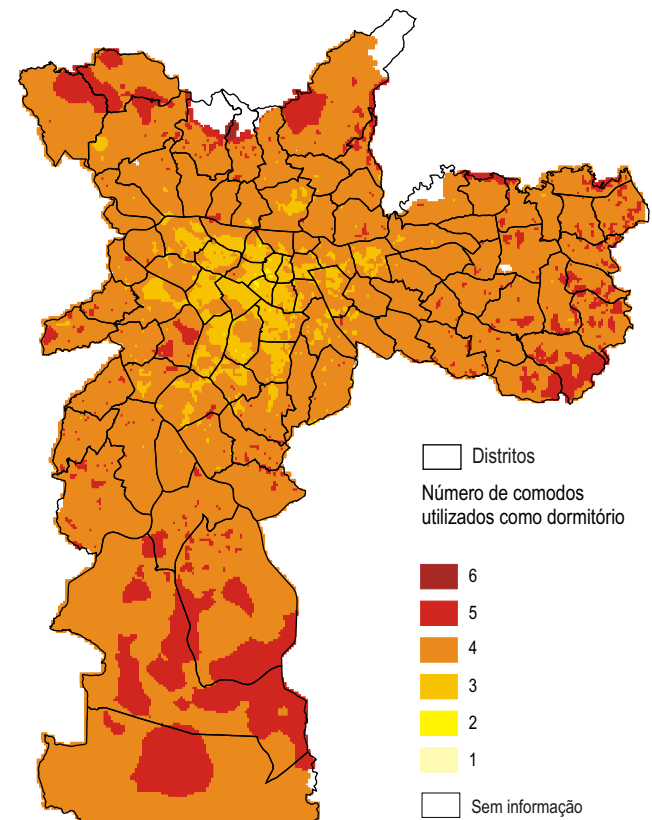 Distritos
Número de comodos
utilizados como dormitório
6
5
4
3
2
1
Sem informação